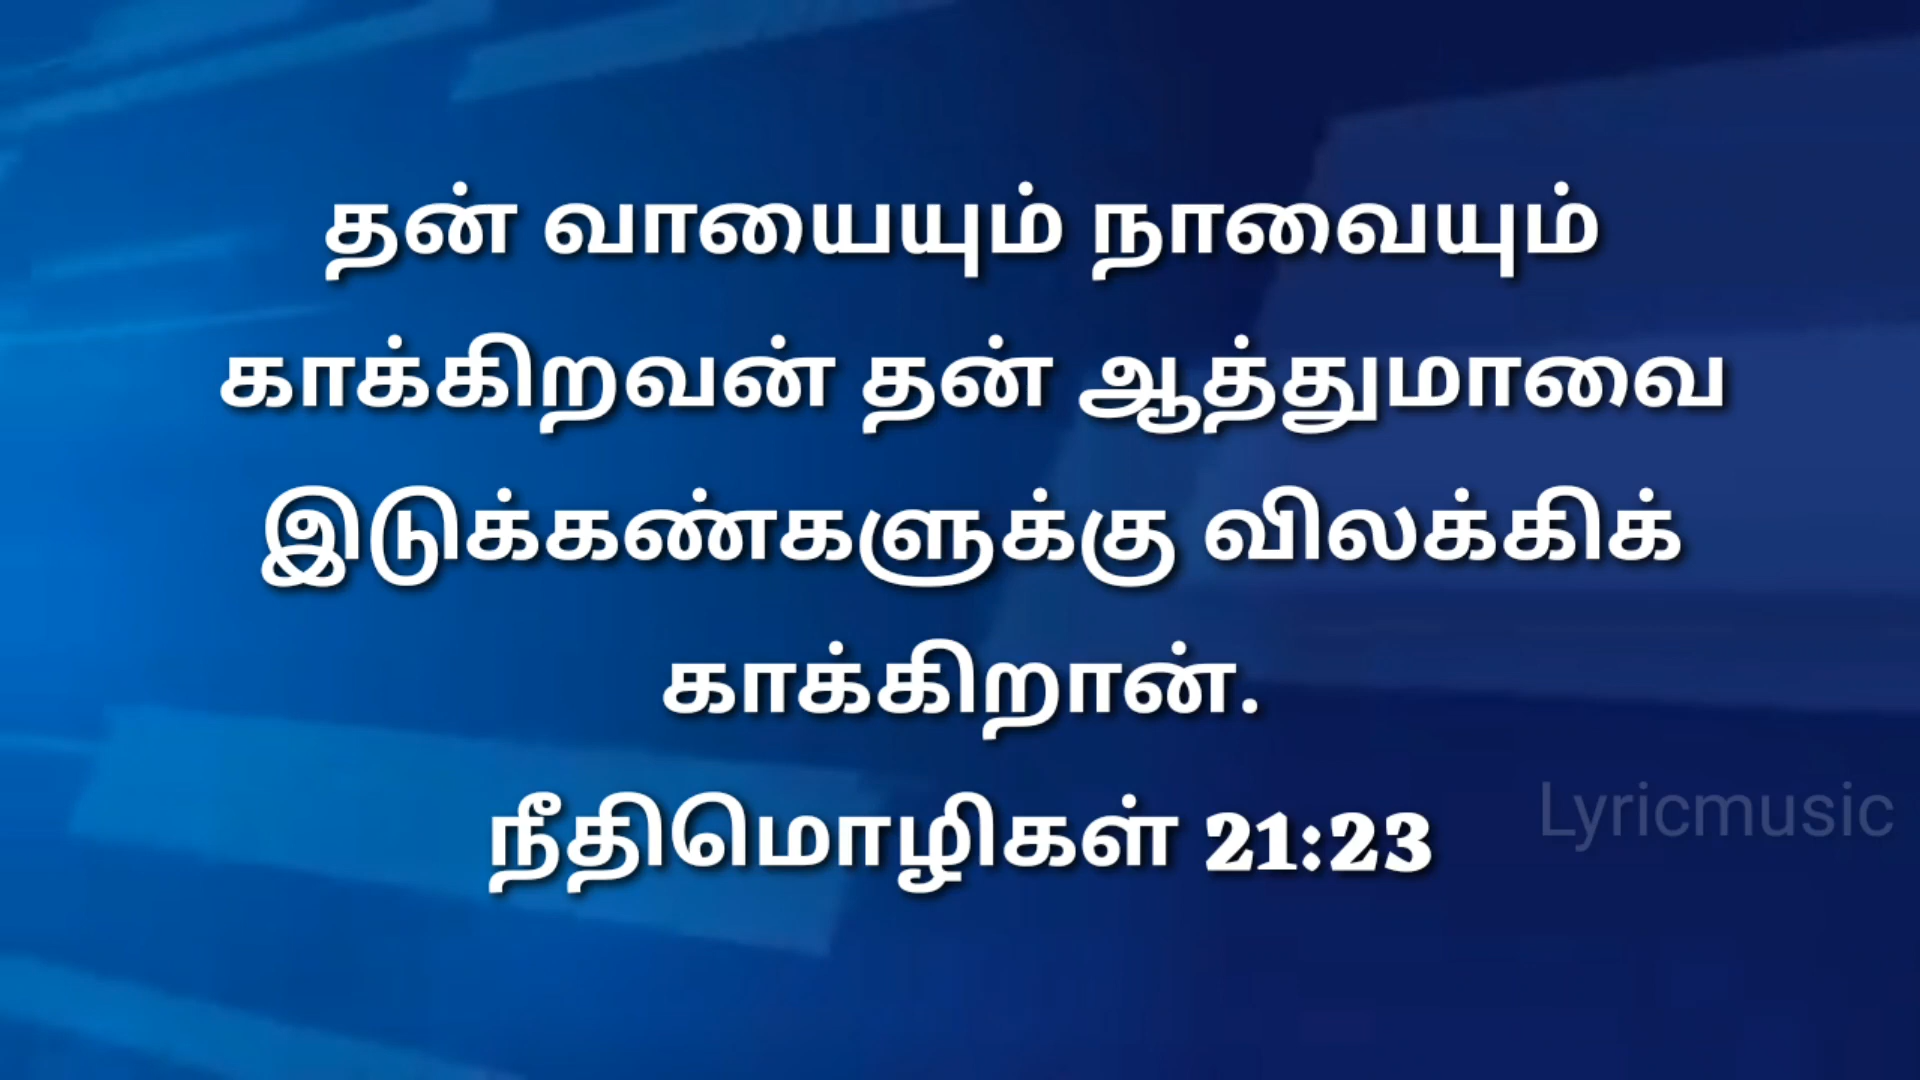 தன் வாயையும் நாவையும்
காக்கிறவன் தன் ஆத்துமாவை
இடுக்கண்களுக்கு விலக்கிக்
காக்கிறான்.
நீதிமொழிகள் 21:23
Lyricmusic